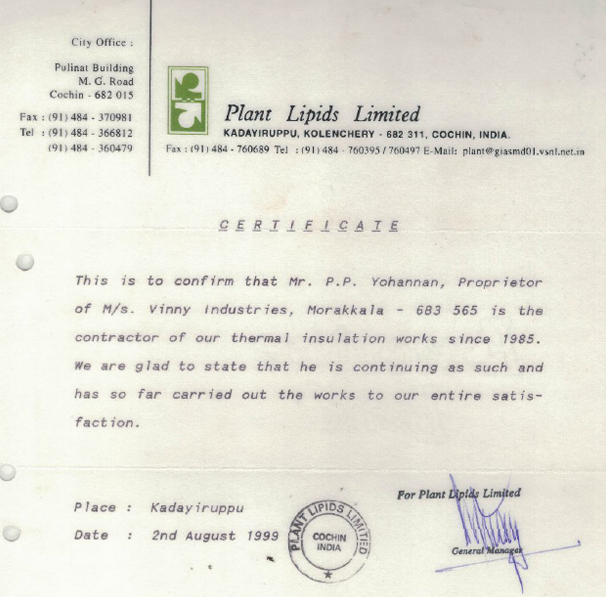 City Office :
Pulinat Building
M. G. Road
Cochin - 682 015
Fax : (91) 484 - 370981
Tel : (91) 484 - 366812
(91) 484 - 360479
Plant Lipids Limited
KADAYIRUPPU, KOLENCHERY - 682 311, COCHIN, INDIA.
Fax : (91) 484 - 760689 Tel : (91) 484 - 760395 / 760497 E-Mail: plant@giasmd01.vsnl.net.in
CERTIFICATE
This is to confirm that Mr. P.P. Yohannan, Proprietor
of M/s. Vinny Industries, Morakkala - 683 565 is the
contractor of our thermal insulation works since 1985.
We are glad to state that he is continuing as such and
has so far carried out the works to our entire satis-
faction.
For Plant Lipids Limited
Place : Kadayiruppu
Date : 2nd August 1999
PLANT LIPIDS LIMITED
COCHIN
INDIA
General Manager